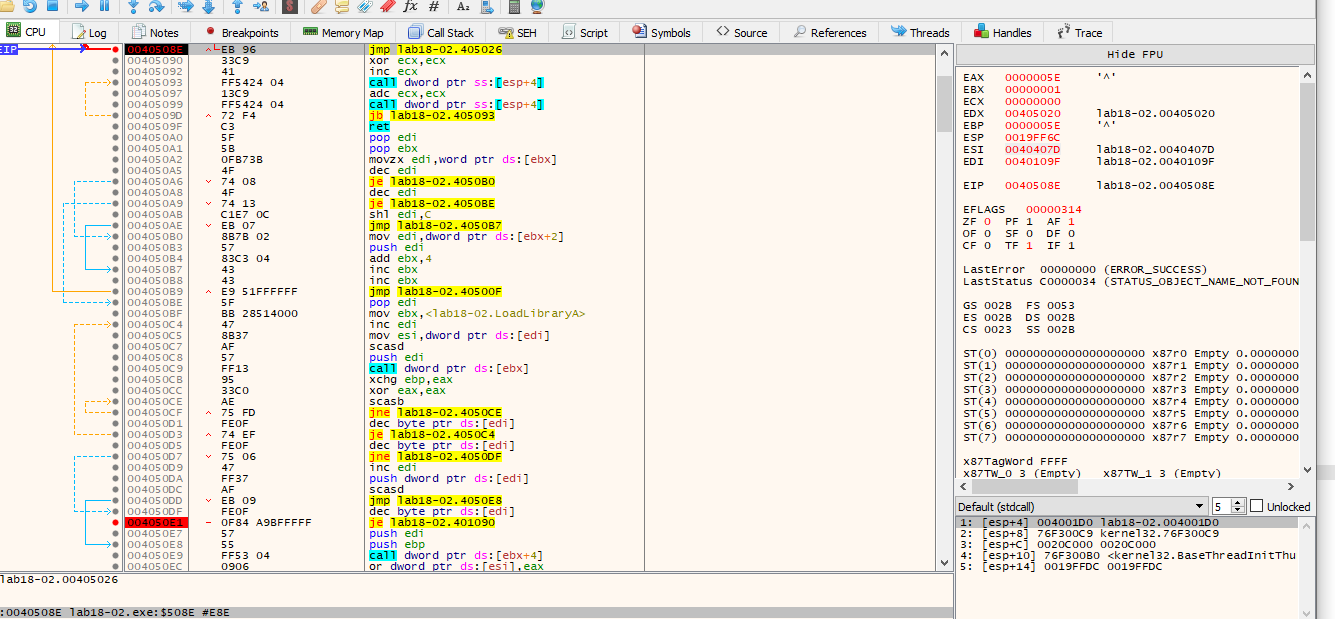 CPU Log Notes Breakpoints Memory Map Call Stack SEH Script Symbols Source References Threads Handles Trace
EIP 0040508E EB 96 jmp lab18-02.405026
00405090 33C9 xor ecx,ecx
00405092 41 inc ecx
00405093 FF5424 04 call dword ptr ss:[esp+4]
00405097 13C9 adc ecx,ecx
00405099 FF5424 04 call dword ptr ss:[esp+4]
0040509D 72 F4 jb lab18-02.405093
0040509F C3 ret
004050A0 5F pop edi
004050A1 5B pop ebx
004050A2 0FB73B movzx edi,word ptr ds:[ebx]
004050A5 4F dec edi
004050A6 74 08 je lab18-02.4050B0
004050A8 4F dec edi
004050A9 74 13 je lab18-02.4050BE
004050AB C1E7 0C shl edi,C
004050AE EB 07 jmp lab18-02.4050B7
004050B0 8B7B 02 mov edi,dword ptr ds:[ebx+2]
004050B3 57 push edi
004050B4 83C3 04 add ebx,4
004050B7 43 inc ebx
004050B8 43 inc ebx
004050B9 E9 51FFFFFF jmp lab18-02.40500F
004050BE 5F pop edi
004050BF BB 28514000 mov ebx,<lab18-02.LoadLibraryA>
004050C4 47 inc edi
004050C5 8B37 mov esi,dword ptr ds:[edi]
004050C7 AF scasd
004050C8 57 push edi
004050C9 FF13 call dword ptr ds:[ebx]
004050CB 95 xchg ebp,eax
004050CC 33C0 xor eax,eax
004050CE AE scasb
004050CF 75 FD jne lab18-02.4050CE
004050D1 FE0F dec byte ptr ds:[edi]
004050D3 74 EF je lab18-02.4050C4
004050D5 FE0F dec byte ptr ds:[edi]
004050D7 75 06 jne lab18-02.4050DF
004050D9 47 inc edi
004050DA FF37 push dword ptr ds:[edi]
004050DC AF scasd
004050DD EB 09 jmp lab18-02.4050E8
004050DF FE0F dec byte ptr ds:[edi]
004050E1 0F84 A9BFFFFF je lab18-02.401090
004050E7 57 push edi
004050E8 55 push ebp
004050E9 FF53 04 call dword ptr ds:[ebx+4]
004050EC 0906 or dword ptr ds:[esi],eax
Hide FPU
EAX 0000005E '^'
EBX 00000001
ECX 00000000
EDX 00405020 lab18-02.00405020
EBP 0000005E '^'
ESP 0019FF6C
ESI 0040407D lab18-02.0040407D
EDI 0040109F lab18-02.0040109F
EIP 0040508E lab18-02.0040508E
EFLAGS 00000314
ZF 0 PF 1 AF 1
OF 0 SF 0 DF 0
CF 0 TF 1 IF 1
LastError 00000000 (ERROR_SUCCESS)
LastStatus C0000034 (STATUS_OBJECT_NAME_NOT_FOUN
GS 002B FS 0053
ES 002B DS 002B
CS 0023 SS 002B
ST(0) 00000000000000000000 x87r0 Empty 0.0000000
ST(1) 00000000000000000000 x87r1 Empty 0.0000000
ST(2) 00000000000000000000 x87r2 Empty 0.0000000
ST(3) 00000000000000000000 x87r3 Empty 0.0000000
ST(4) 00000000000000000000 x87r4 Empty 0.0000000
ST(5) 00000000000000000000 x87r5 Empty 0.0000000
ST(6) 00000000000000000000 x87r6 Empty 0.0000000
ST(7) 00000000000000000000 x87r7 Empty 0.0000000
x87TagWord FFFF
x87TW_0 3 (Empty) x87TW_1 3 (Empty)
Default (stdcall) 5 Unlocked
1: [esp+4] 004001D0 lab18-02.004001D0
2: [esp+8] 76F300C9 kernel32.76F300C9
3: [esp+C] 0020C000 0020C000
4: [esp+10] 76F300B0 <kernel32.BaseThreadInitThu
5: [esp+14] 0019FFDC 0019FFDC
lab18-02.00405026
:0040508E lab18-02.exe:$508E #E8E